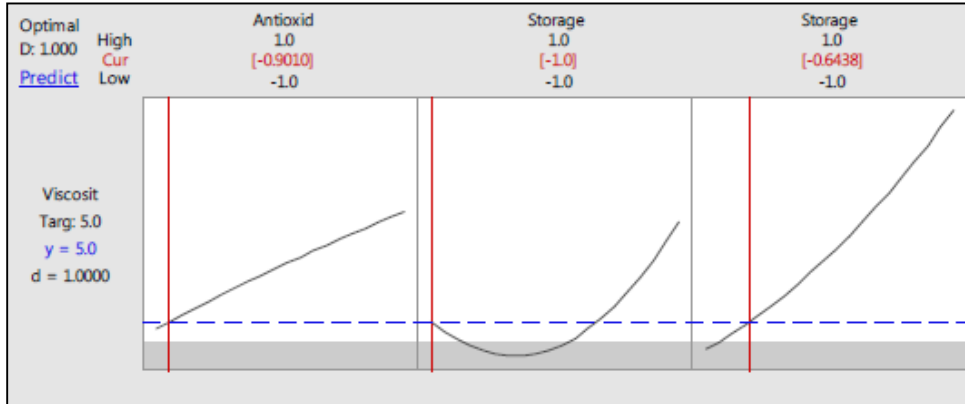 Optimal
D: 1.000
Predict
High
Cur
Low
Antioxid
1.0
[-0.9010]
-1.0
Storage
1.0
[-1.0]
-1.0
Storage
1.0
[-0.6438]
-1.0
Viscosit
Targ: 5.0
y = 5.0
d = 1.0000